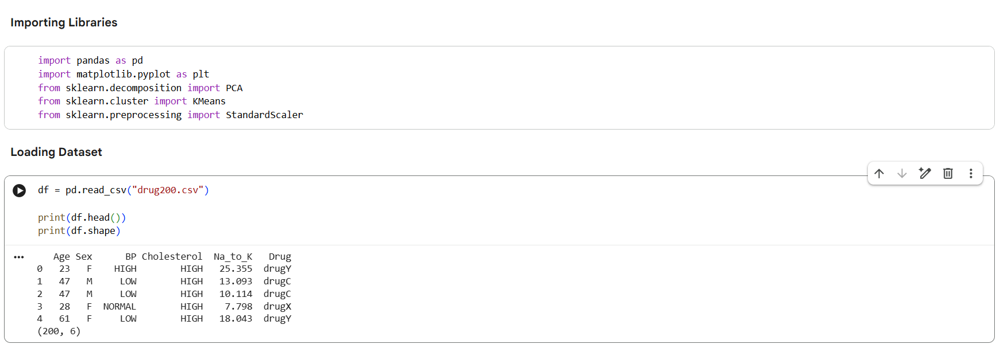 Importing Libraries
import pandas as pd
import matplotlib.pyplot as plt
from sklearn.decomposition import PCA
from sklearn.cluster import KMeans
from sklearn.preprocessing import StandardScaler
Loading Dataset
df = pd.read_csv("drug200.csv")
print(df.head())
print(df.shape)
Age Sex BP Cholesterol Na_to_K Drug
0 23 F HIGH HIGH 25.355 drugY
1 47 M LOW HIGH 13.093 drugC
2 47 M LOW HIGH 10.114 drugC
3 28 F NORMAL HIGH 7.798 drugX
4 61 F LOW HIGH 18.043 drugY
(200, 6)